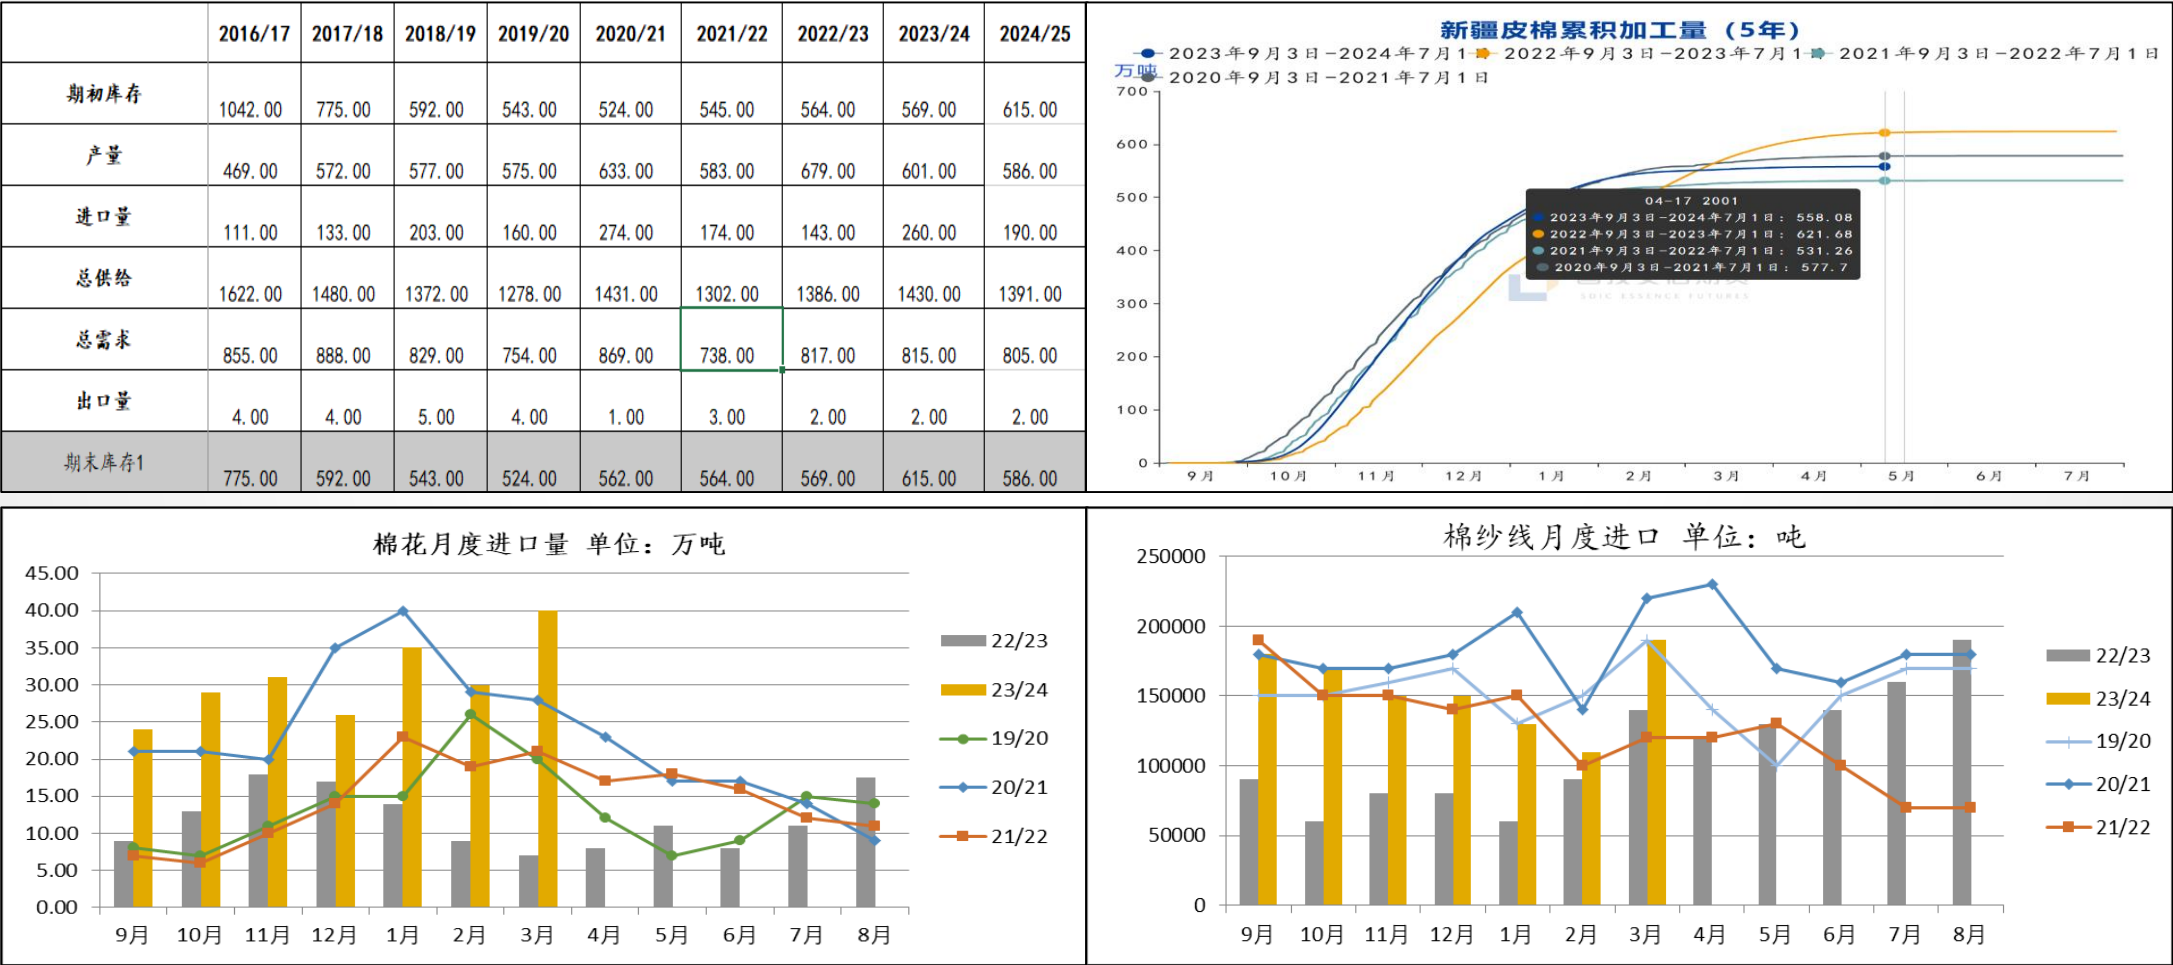 2016/17 2017/18 2018/19 2019/20 2020/21 2021/22 2022/23 2023/24 2024/25
期初库存 1042.00 775.00 592.00 543.00 524.00 545.00 564.00 569.00 615.00
产量 469.00 572.00 577.00 575.00 633.00 583.00 679.00 601.00 586.00
进口量 111.00 133.00 203.00 160.00 274.00 174.00 143.00 260.00 190.00
总供给 1622.00 1480.00 1372.00 1278.00 1431.00 1302.00 1386.00 1430.00 1391.00
总需求 855.00 888.00 829.00 754.00 869.00 738.00 817.00 815.00 805.00
出口量 4.00 4.00 5.00 4.00 1.00 3.00 2.00 2.00 2.00
期末库存1 775.00 592.00 543.00 524.00 562.00 564.00 569.00 615.00 586.00
新疆皮棉累积加工量 (5年)
2023年9月3日-2024年7月1日 2022年9月3日-2023年7月1日 2021年9月3日-2022年7月1日
万吨 2020年9月3日-2021年7月1日
700
600
500
400
300
200
100
0
04-17 2001
2023年9月3日-2024年7月1日: 558.08
2022年9月3日-2023年7月1日: 621.68
2021年9月3日-2022年7月1日: 531.26
2020年9月3日-2021年7月1日: 577.7
SDIC ESSENCE FUTURES
9月 10月 11月 12月 1月 2月 3月 4月 5月 6月 7月
棉花月度进口量 单位：万吨
45.00
40.00
35.00
30.00
25.00
20.00
15.00
10.00
5.00
0.00
9月 10月 11月 12月 1月 2月 3月 4月 5月 6月 7月 8月
22/23
23/24
19/20
20/21
21/22
棉纱线月度进口 单位：吨
250000
200000
150000
100000
50000
0
9月 10月 11月 12月 1月 2月 3月 4月 5月 6月 7月 8月
22/23
23/24
19/20
20/21
21/22